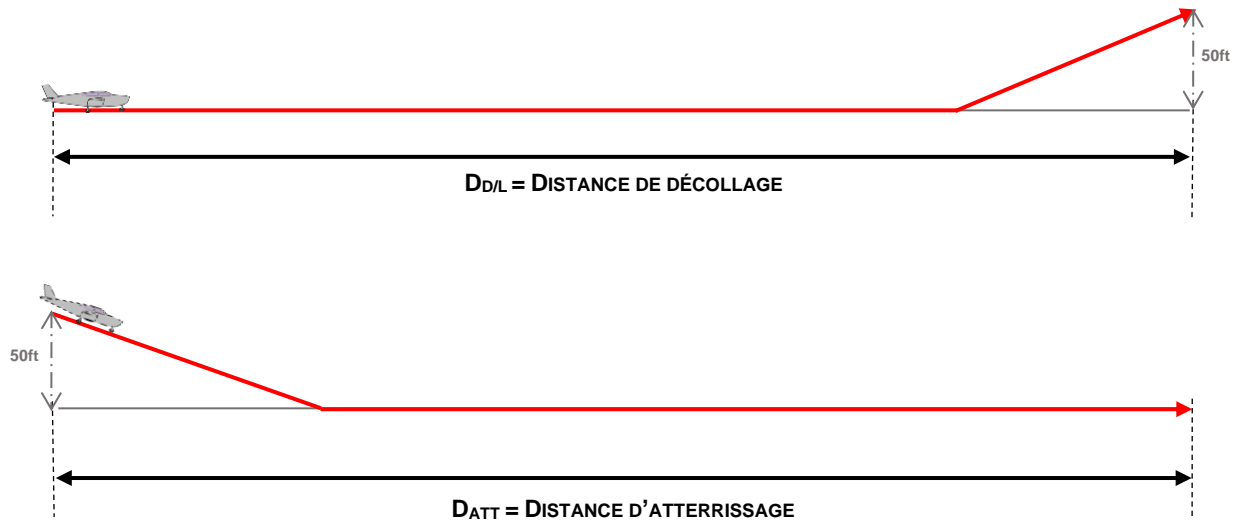 50ft
DD/L = DISTANCE DE DÉCOLLAGE
50ft
DATT = DISTANCE D'ATTERRISSAGE